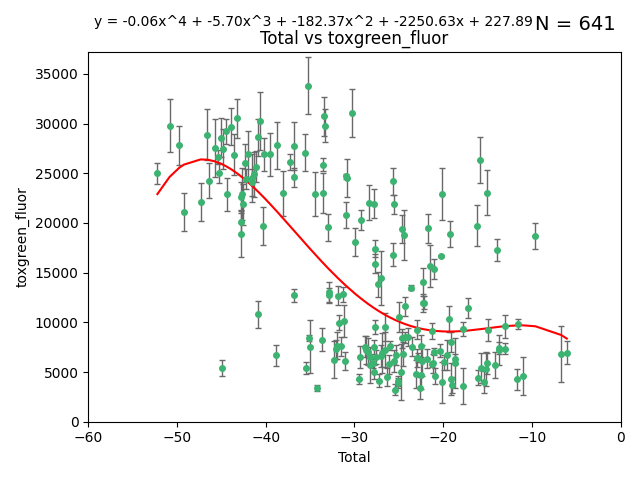 y = -0.06x^4 + -5.70x^3 + -182.37x^2 + -2250.63x + 227.89 N = 641
Total vs toxgreen_fluor
35000
30000
25000
20000
15000
10000
5000
0
toxgreen_fluor
−60 −50 −40 −30 −20 −10 0
Total